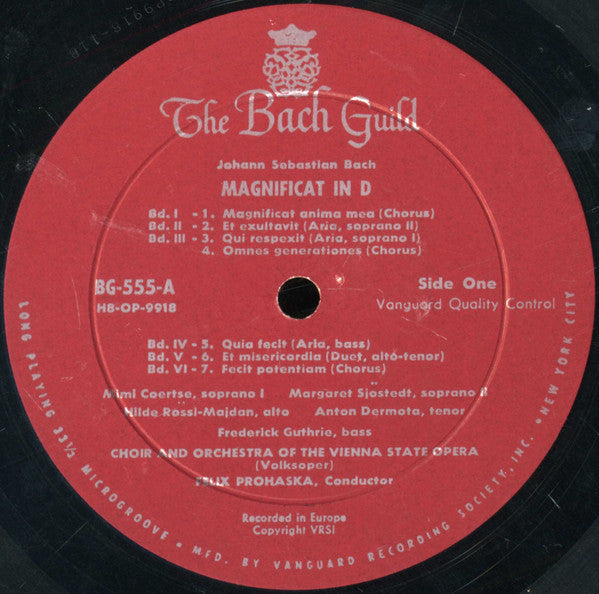 The Bach Guild
Johann Sebastian Bach
MAGNIFICAT IN D
Bd. I - 1. Magnificat anima mea (Chorus)
Bd. II - 2. Et exultavit (Aria, soprano II)
Bd. III - 3. Qui respexit (Aria, soprano I)
4. Omnes generationes (Chorus)
BG-555-A
H8-OP-9918
Side One
Vanguard Quality Control
Bd. IV - 5. Quia fecit (Aria, bass)
Bd. V - 6. Et misericordia (Duet, alto-tenor)
Bd. VI - 7. Fecit potentiam (Chorus)
Mimi Coertse, soprano I Margaret Sjöstedt, soprano II
Hilde Rössl-Majdan, alto Anton Dermota, tenor
Frederick Guthrie, bass
CHOIR AND ORCHESTRA OF THE VIENNA STATE OPERA
(Volksoper)
FELIX PROHASKA, Conductor
Recorded in Europe
Copyright VRSI
LONG PLAYING 33⅓ MICROGROOVE • MFD. BY VANGUARD RECORDING SOCIETY, INC. • NEW YORK CITY